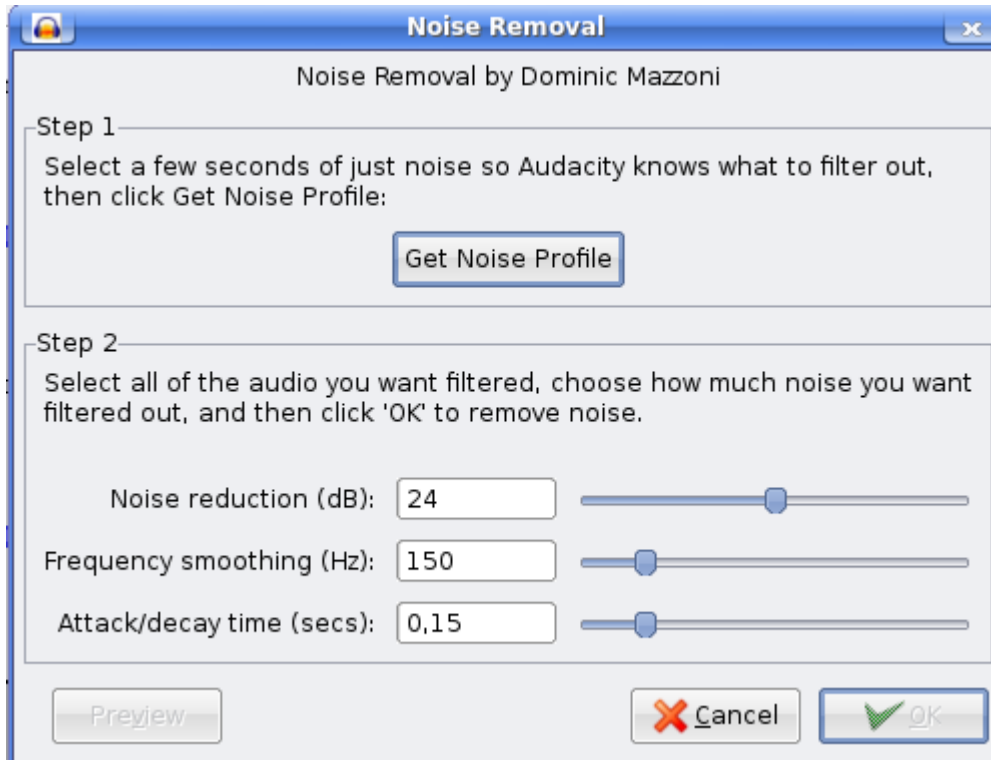 Noise Removal
Noise Removal by Dominic Mazzoni
Step 1
Select a few seconds of just noise so Audacity knows what to filter out,
then click Get Noise Profile:
Get Noise Profile
Step 2
Select all of the audio you want filtered, choose how much noise you want
filtered out, and then click 'OK' to remove noise.
Noise reduction (dB): 24
Frequency smoothing (Hz): 150
Attack/decay time (secs): 0,15
Preview Cancel OK